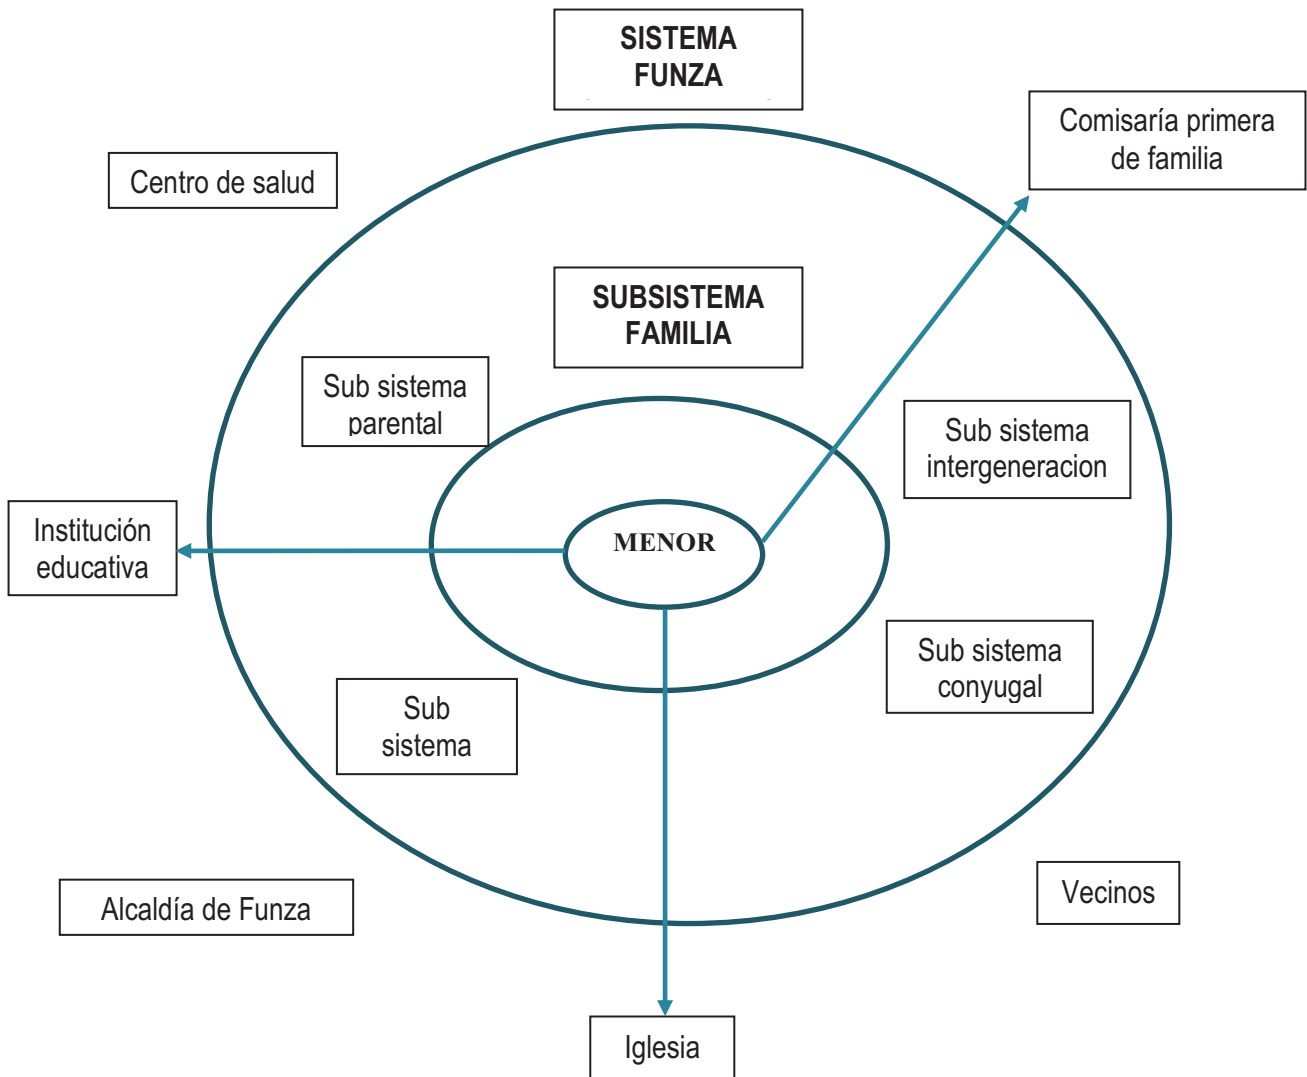 SISTEMA
FUNZA
Comisaría primera
de familia
Centro de salud
SUBSISTEMA
FAMILIA
Sub sistema
parental
Sub sistema
intergeneracion
Institución
educativa
MENOR
Sub sistema
conyugal
Sub
sistema
Alcaldía de Funza
Vecinos
Iglesia